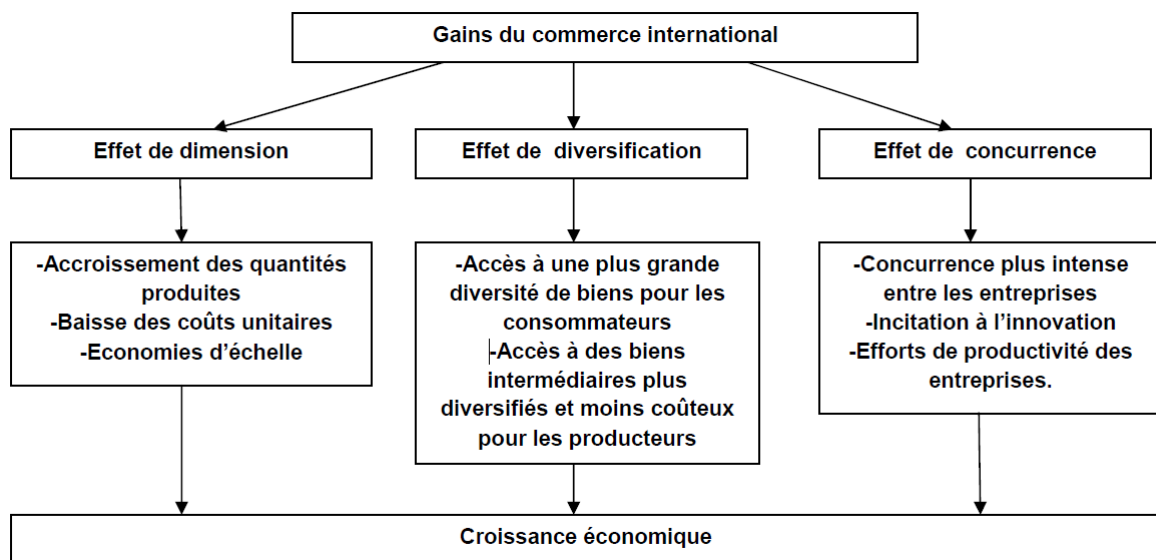 Gains du commerce international
Effet de dimension
Effet de diversification
Effet de concurrence
-Accroissement des quantités
produites
-Baisse des coûts unitaires
-Economies d'échelle
-Accès à une plus grande
diversité de biens pour les
consommateurs
-Accès à des biens
intermédiaires plus
diversifiés et moins coûteux
pour les producteurs
-Concurrence plus intense
entre les entreprises
-Incitation à l'innovation
-Efforts de productivité des
entreprises.
Croissance économique